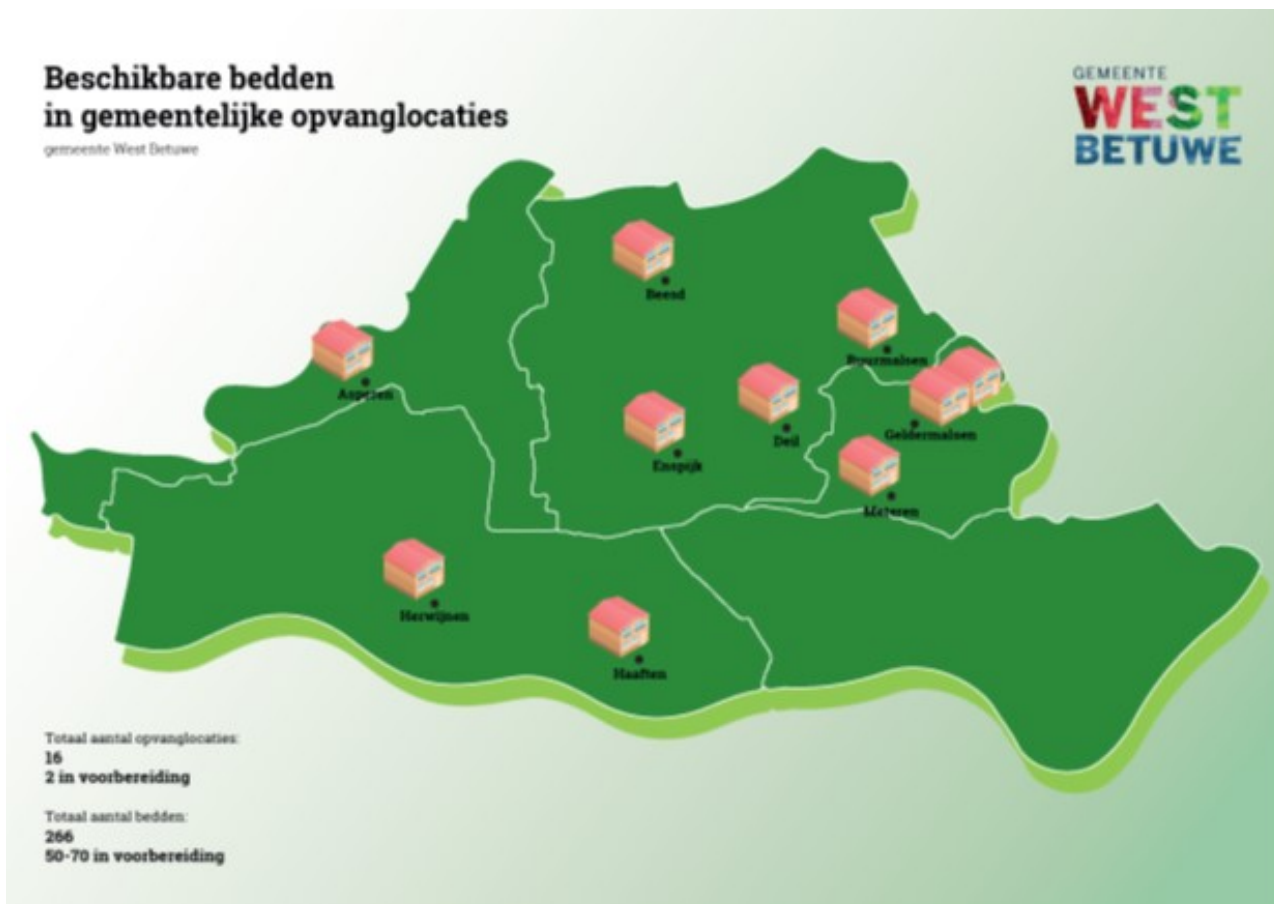 Beschikbare bedden
in gemeentelijke opvanglocaties
gemeente West Betuwe
GEMEENTE
WEST
BETUWE
Beesd
Buurmalsen
Asperen
Geldermalsen
Deil
Enspijk
Meteren
Herwijnen
Haaften
Totaal aantal opvanglocaties:
16
2 in voorbereiding
Totaal aantal bedden:
266
50-70 in voorbereiding